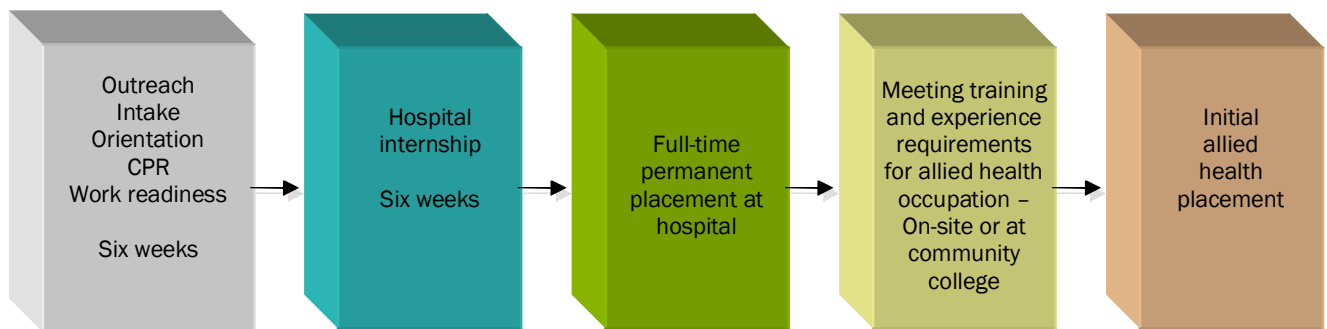 Outreach
Intake
Orientation
CPR
Work readiness
Six weeks
Hospital
internship
Six weeks
Full-time
permanent
placement at
hospital
Meeting training
and experience
requirements
for allied health
occupation –
On-site or at
community
college
Initial
allied
health
placement